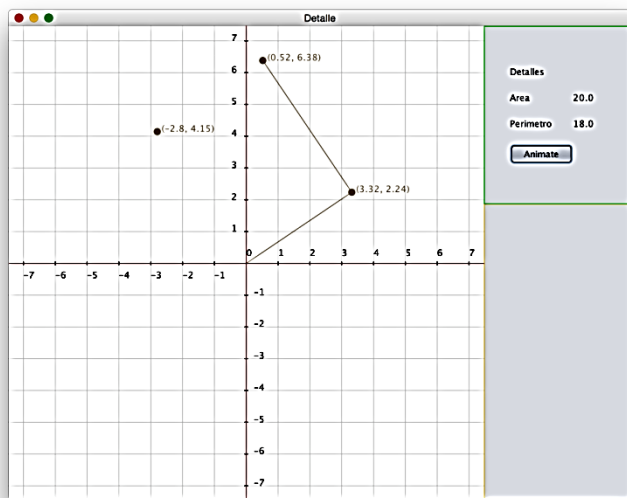 Detalle
7
(0.52, 6.38)
6
5
(-2.8, 4.15)
4
3
(3.32, 2.24)
2
1
0 1 2 3 4 5 6 7
-7 -6 -5 -4 -3 -2 -1
-1
-2
-3
-4
-5
-6
-7
Detalles
Area 20.0
Perimetro 18.0
Animate